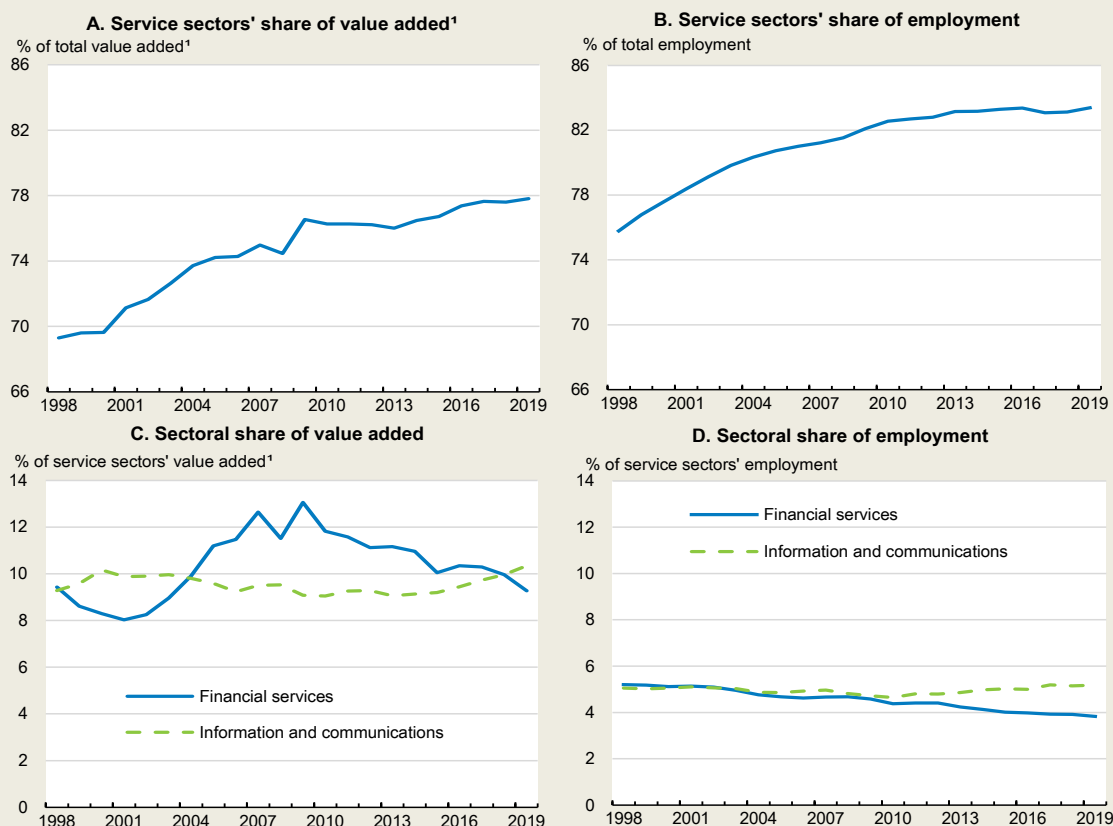 A. Service sectors' share of value added¹
% of total value added¹
86
82
78
74
70
66
1998 2001 2004 2007 2010 2013 2016 2019
B. Service sectors' share of employment
% of total employment
86
82
78
74
70
66
1998 2001 2004 2007 2010 2013 2016 2019
C. Sectoral share of value added
% of service sectors' value added¹
14
12
10
8
6
4
2
0
Financial services
Information and communications
1998 2001 2004 2007 2010 2013 2016 2019
D. Sectoral share of employment
% of service sectors' employment
14
12
10
8
6
4
2
0
Financial services
Information and communications
1998 2001 2004 2007 2010 2013 2016 2019